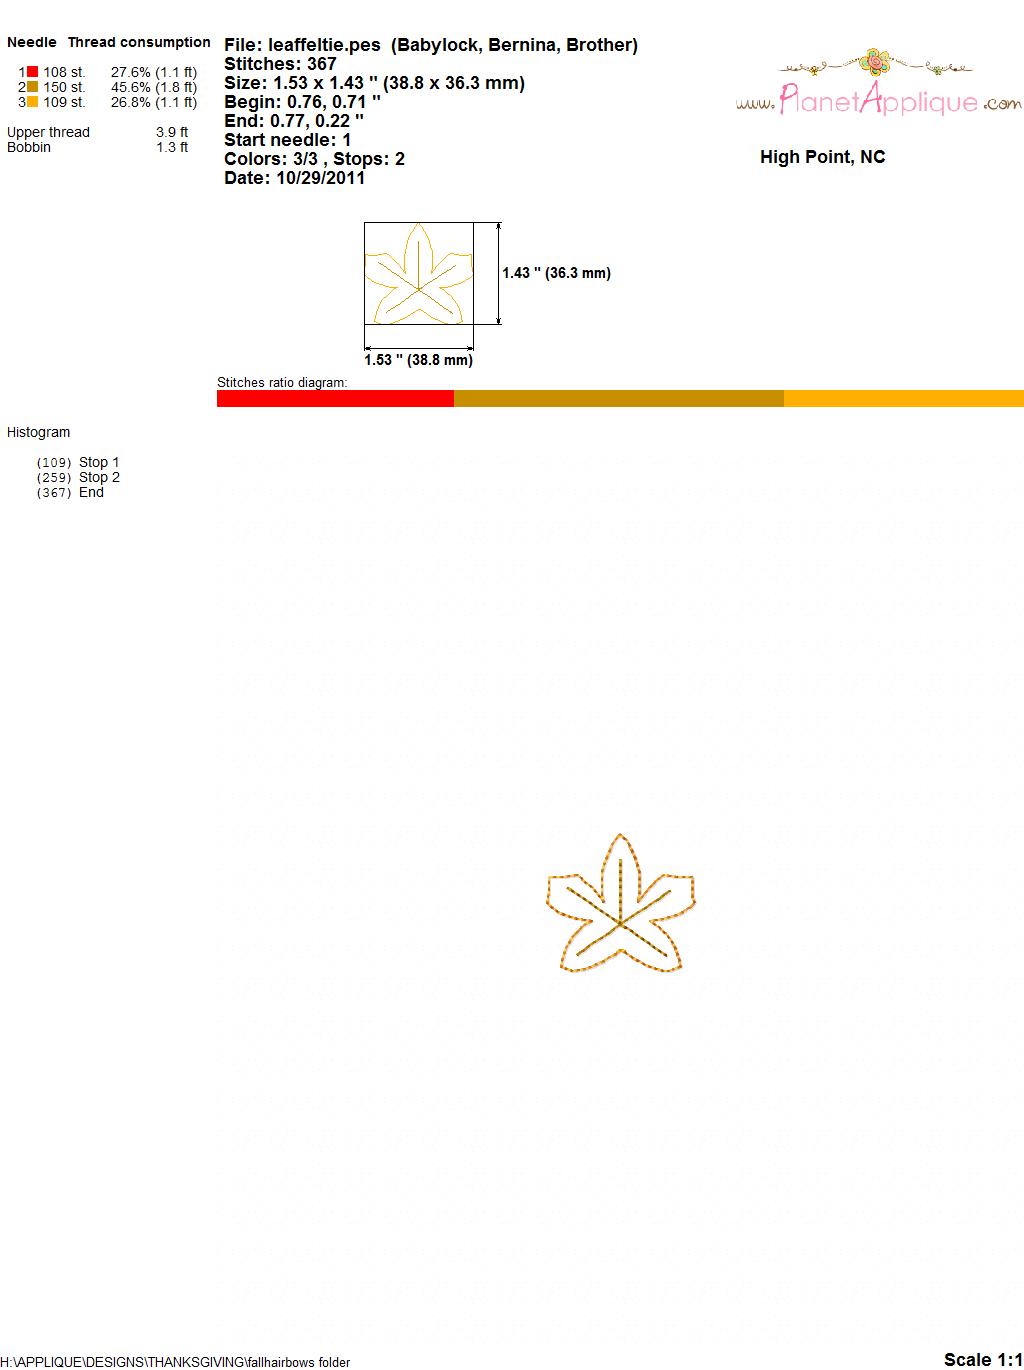 Needle Thread consumption
1 108 st. 27.6% (1.1 ft)
2 150 st. 45.6% (1.8 ft)
3 109 st. 26.8% (1.1 ft)
Upper thread 3.9 ft
Bobbin 1.3 ft
File: leaffeltie.pes (Babylock, Bernina, Brother)
Stitches: 367
Size: 1.53 x 1.43 " (38.8 x 36.3 mm)
Begin: 0.76, 0.71 "
End: 0.77, 0.22 "
Start needle: 1
Colors: 3/3 , Stops: 2
Date: 10/29/2011
www.PlanetApplique.com
High Point, NC
1.43 " (36.3 mm)
1.53 " (38.8 mm)
Stitches ratio diagram:
Histogram
(109) Stop 1
(259) Stop 2
(367) End
H:\APPLIQUE\DESIGNS\THANKSGIVING\fallhairbows folder
Scale 1:1